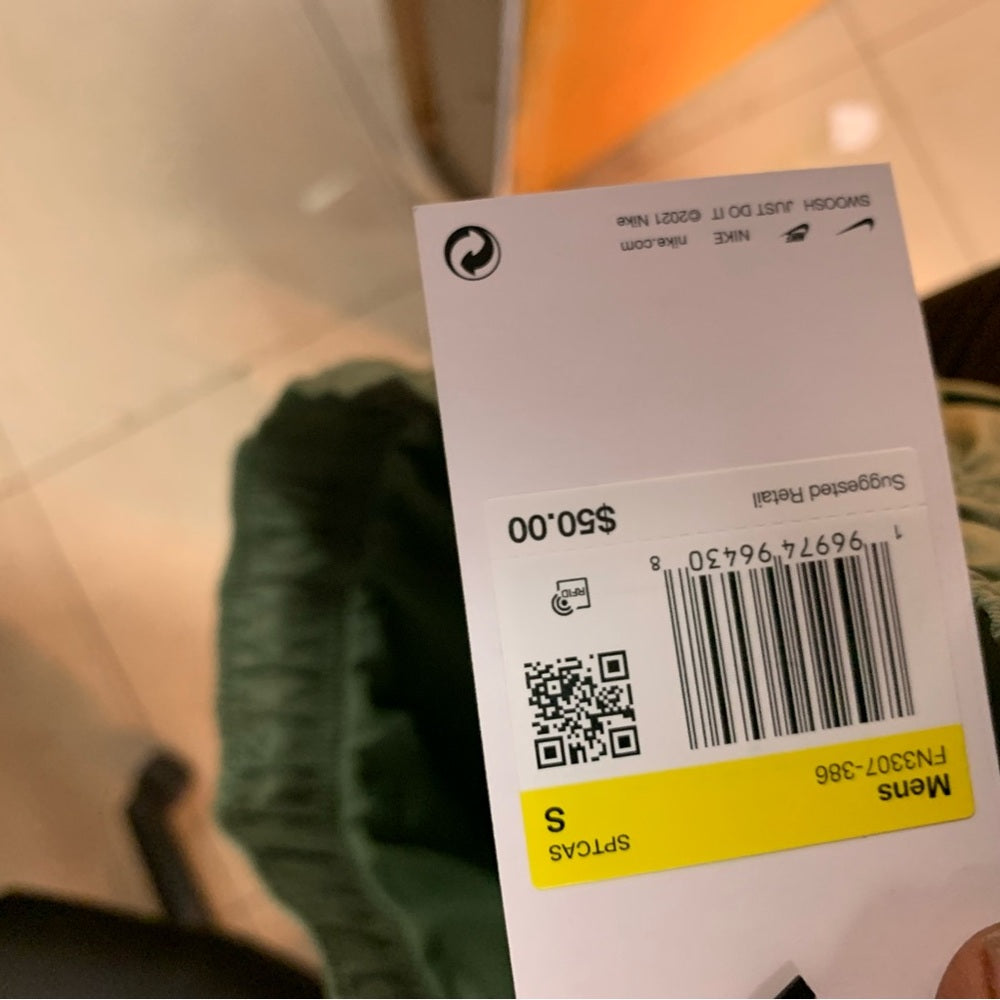 SPTCAS
Mens
S
FN3307-386
1 96974 96430 8
RFID
Suggested Retail
$50.00
NIKE nike.com
SWOOSH JUST DO IT ©2021 Nike